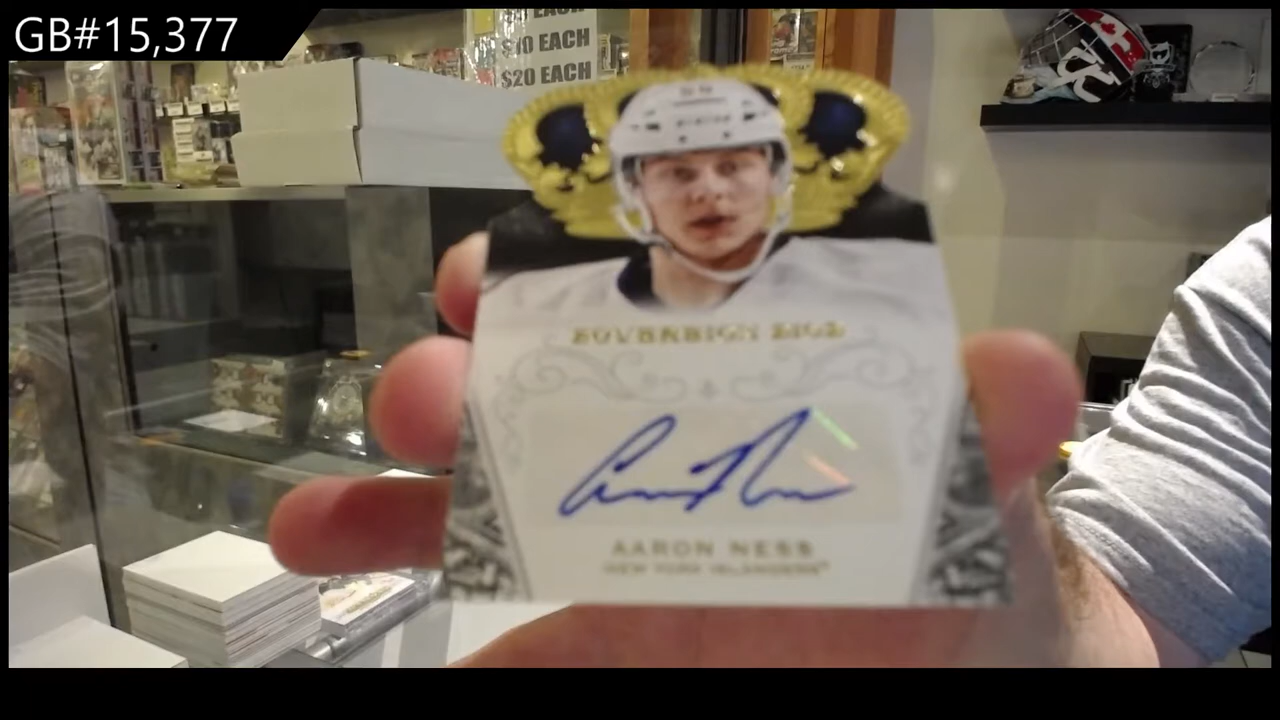 GB#15,377
$10 EACH
$20 EACH
SOVEREIGN SIGS
AARON NESS
NEW YORK ISLANDERS